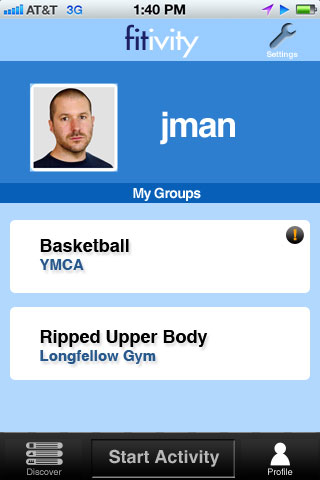 AT&T 3G 1:40 PM
fitivity
Settings
jman
My Groups
Basketball
!
YMCA
Ripped Upper Body
Longfellow Gym
Discover Start Activity Profile